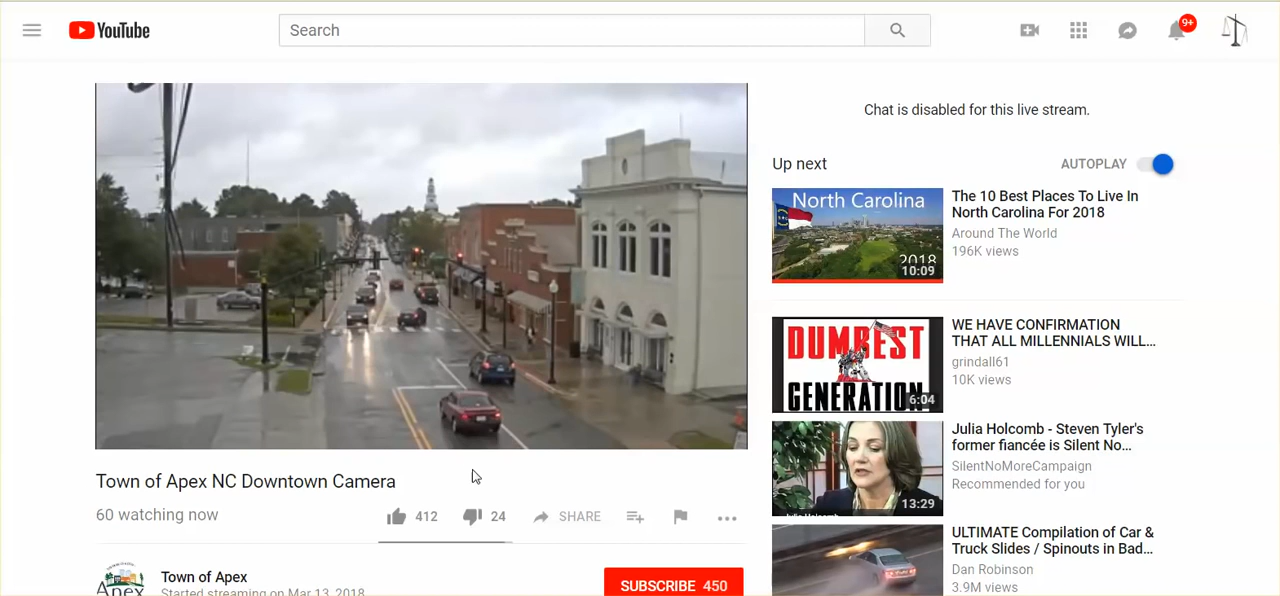 YouTube
Search
9+
Chat is disabled for this live stream.
Up next
AUTOPLAY
North Carolina
2018
10:09
The 10 Best Places To Live In
North Carolina For 2018
Around The World
196K views
DUMBEST
GENERATION
6:04
WE HAVE CONFIRMATION
THAT ALL MILLENNIALS WILL...
grindall61
10K views
Julia Holcomb
13:29
Julia Holcomb - Steven Tyler's
former fiancée is Silent No...
SilentNoMoreCampaign
Recommended for you
ULTIMATE Compilation of Car &
Truck Slides / Spinouts in Bad...
Dan Robinson
3.9M views
Town of Apex NC Downtown Camera
60 watching now
412
24
SHARE
Apex
Town of Apex
Started streaming on Mar 13, 2018
SUBSCRIBE 450